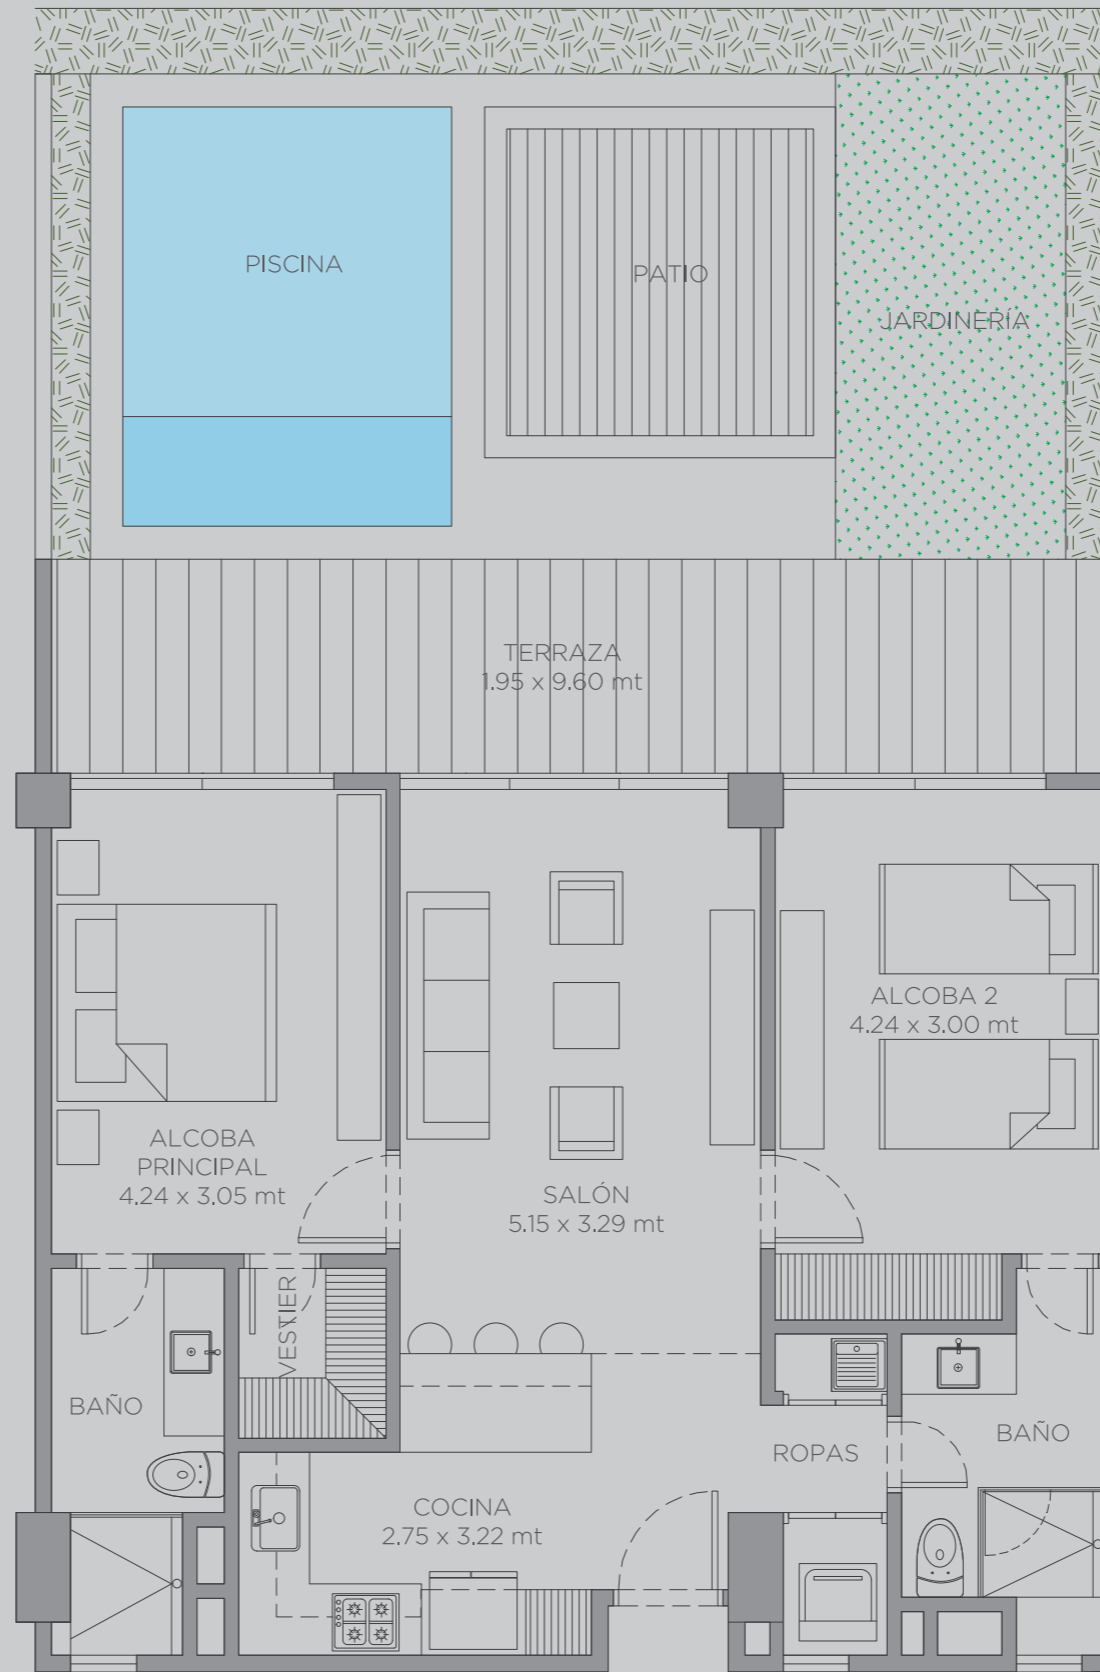 PISCINA
PATIO
JARDINERÍA
TERRAZA
1.95 x 9.60 mt
ALCOBA 2
4.24 x 3.00 mt
ALCOBA
PRINCIPAL
4.24 x 3.05 mt
SALÓN
5.15 x 3.29 mt
VESTIER
BAÑO
ROPAS
BAÑO
COCINA
2.75 x 3.22 mt